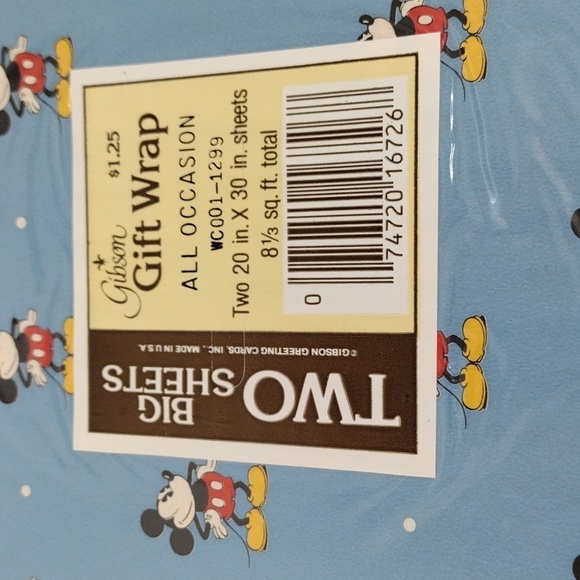 Gibson $1.25
Gift Wrap
ALL OCCASION
WC001-1299
Two 20 in. X 30 in. sheets
8⅓ sq. ft. total
0 74720 16726
TWO
BIG
SHEETS
©GIBSON GREETING CARDS, INC., MADE IN U.S.A.